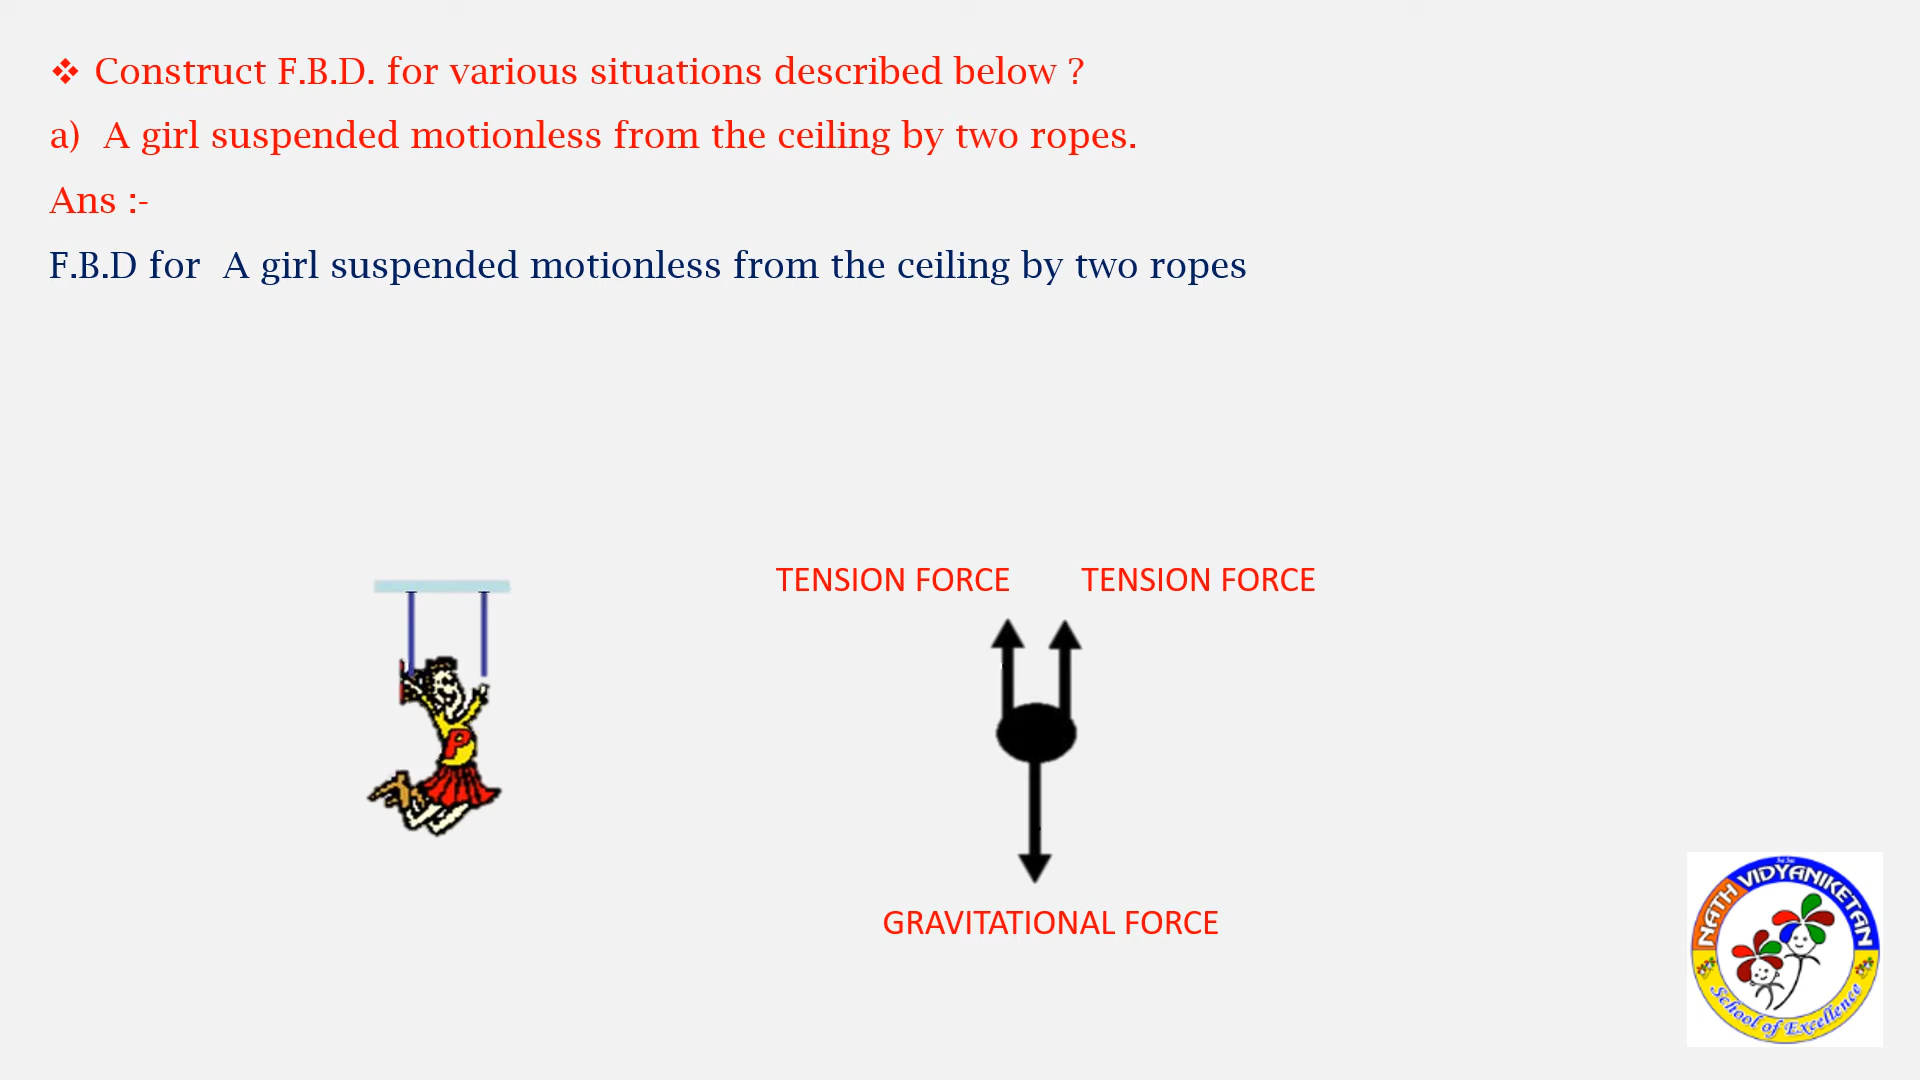 ❖ Construct F.B.D. for various situations described below ?
a) A girl suspended motionless from the ceiling by two ropes.
Ans :-
F.B.D for A girl suspended motionless from the ceiling by two ropes
TENSION FORCE TENSION FORCE
P
GRAVITATIONAL FORCE
NATH VIDYANIKETAN
School of Excellence